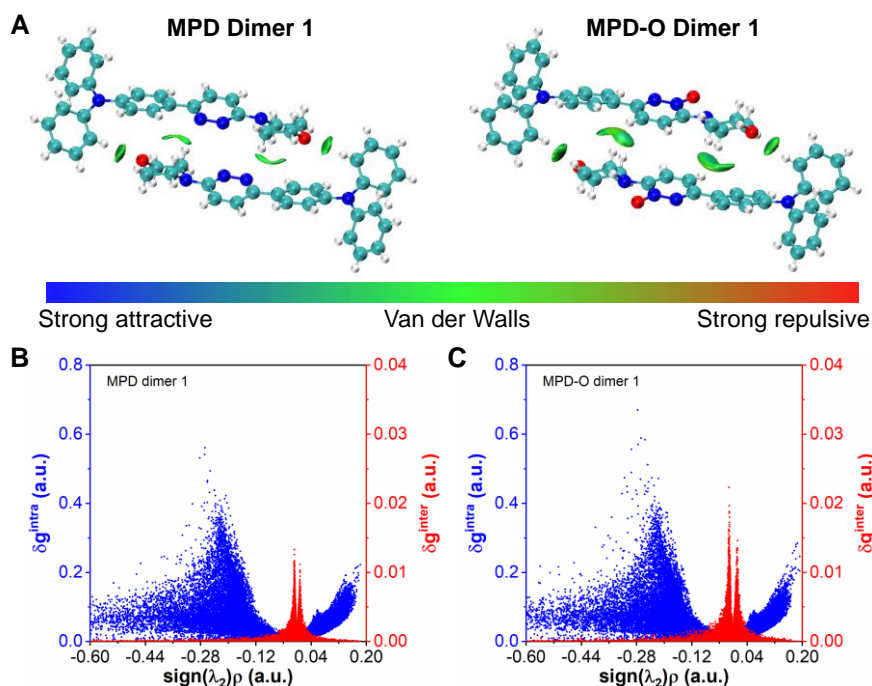 A
MPD Dimer 1
MPD-O Dimer 1
Strong attractive
Van der Walls
Strong repulsive
B
MPD dimer 1
0.8
0.6
0.4
0.2
0.0
δg^intra (a.u.)
0.04
0.03
0.02
0.01
0.00
δg^inter (a.u.)
-0.60 -0.44 -0.28 -0.12 0.04 0.20
sign(λ₂)ρ (a.u.)
C
MPD-O dimer 1
0.8
0.6
0.4
0.2
0.0
δg^intra (a.u.)
0.04
0.03
0.02
0.01
0.00
δg^inter (a.u.)
-0.60 -0.44 -0.28 -0.12 0.04 0.20
sign(λ₂)ρ (a.u.)